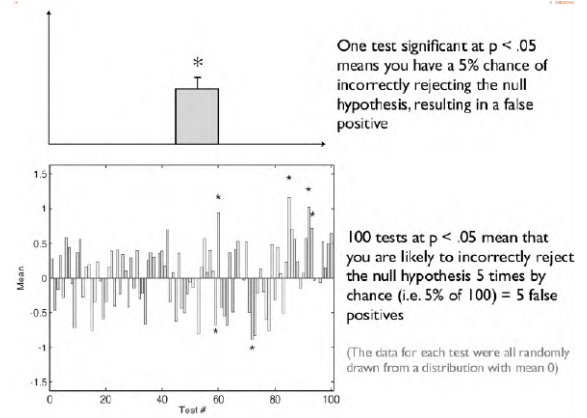 One test significant at p < .05
means you have a 5% chance of
incorrectly rejecting the null
hypothesis, resulting in a false
positive
*
1.5
1
0.5
0
-0.5
-1
-1.5
Mean
0
20
40
60
80
100
Test #
*
*
*
*
*
*
100 tests at p < .05 mean that
you are likely to incorrectly reject
the null hypothesis 5 times by
chance (i.e. 5% of 100) = 5 false
positives
(The data for each test were all randomly
drawn from a distribution with mean 0)